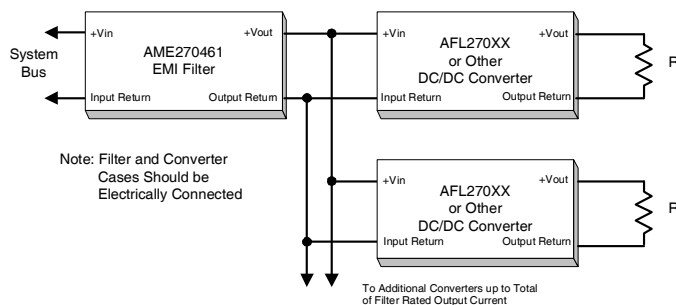 System
Bus
+Vin
AME270461
EMI Filter
+Vout
Input Return
Output Return
+Vin
AFL270XX
or Other
DC/DC Converter
+Vout
Input Return
Output Return
R
Note: Filter and Converter
Cases Should be
Electrically Connected
+Vin
AFL270XX
or Other
DC/DC Converter
+Vout
Input Return
Output Return
R
To Additional Converters up to Total
of Filter Rated Output Current